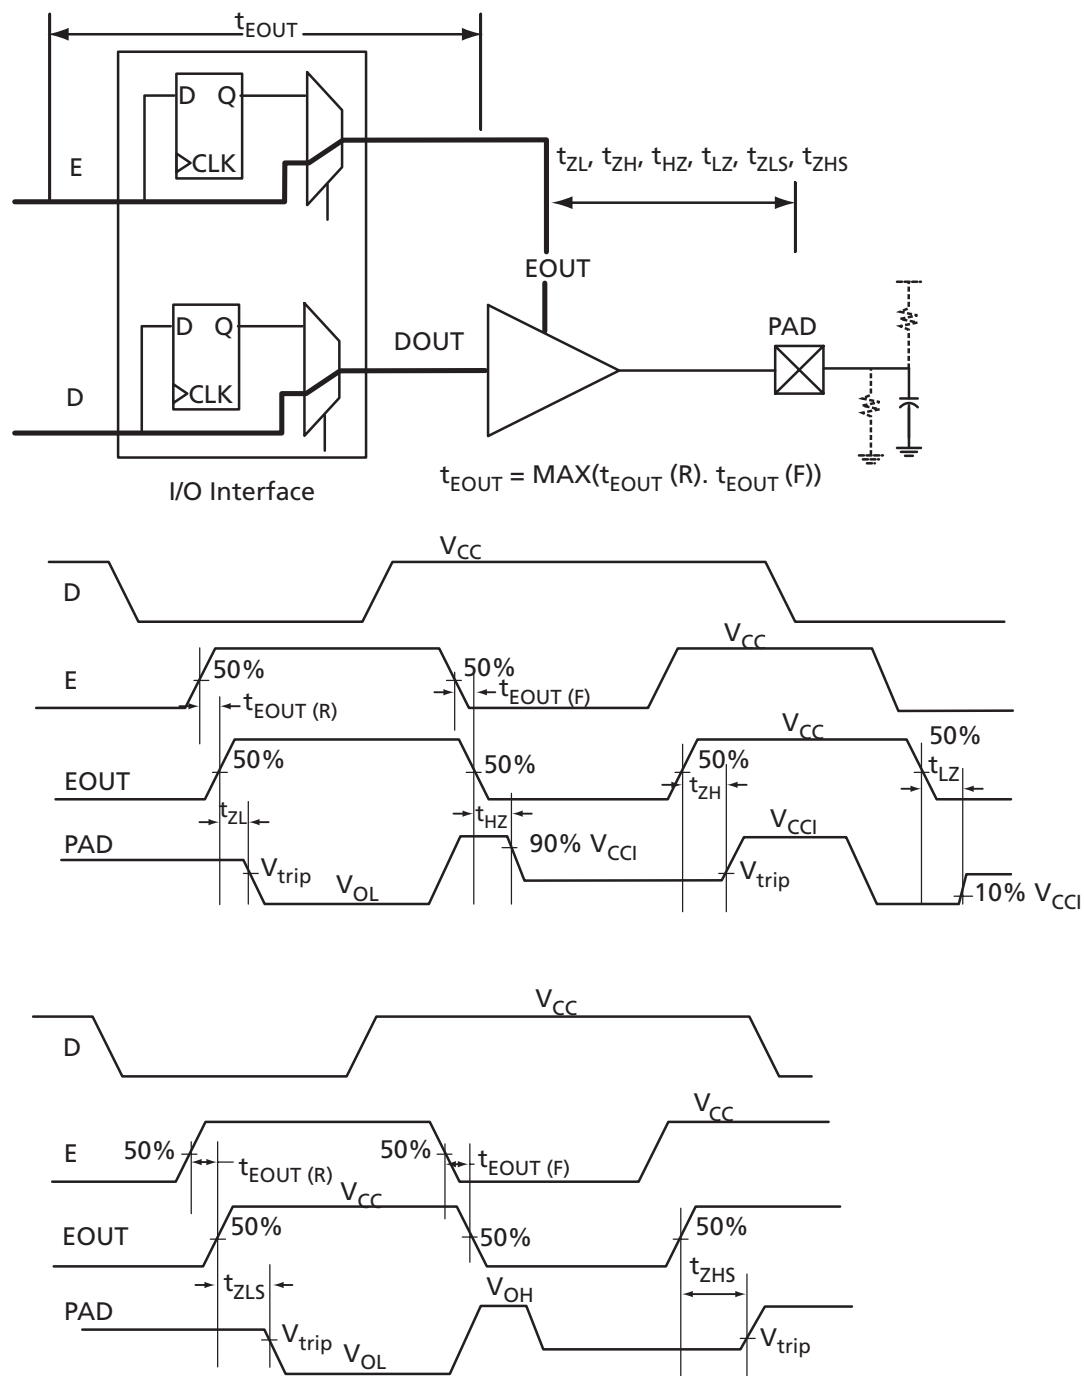 tEOUT
D Q
CLK
E
tZL, tZH, tHZ, tLZ, tZLS, tZHS
EOUT
D Q
CLK
D
DOUT
PAD
I/O Interface
tEOUT = MAX(tEOUT (R). tEOUT (F))
D
VCC
E
50%
50%
VCC
tEOUT (R)
tEOUT (F)
EOUT
50%
50%
VCC
50%
50%
tZL
tHZ
tZH
tLZ
PAD
Vtrip
VOL
90% VCCI
Vtrip
VCCI
10% VCCI
D
VCC
E
50%
50%
VCC
tEOUT (R)
tEOUT (F)
EOUT
50%
VCC
50%
50%
tZLS
tZHS
PAD
Vtrip
VOL
VOH
Vtrip